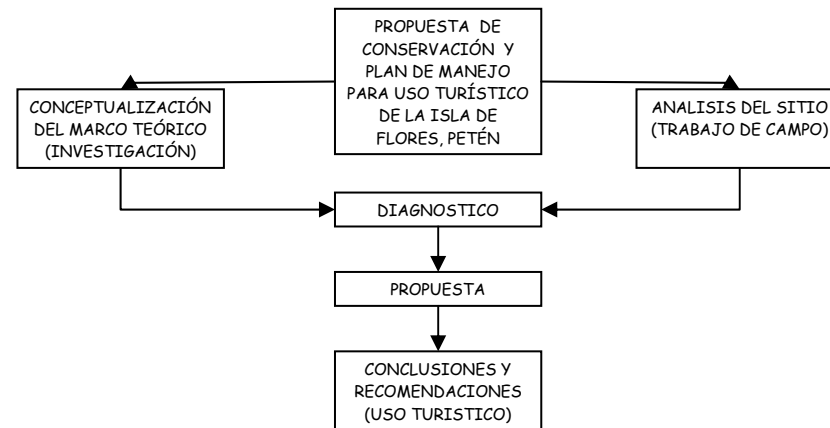 PROPUESTA DE
CONSERVACIÓN Y
PLAN DE MANEJO
PARA USO TURÍSTICO
DE LA ISLA DE
FLORES, PETÉN
CONCEPTUALIZACIÓN
DEL MARCO TEÓRICO
(INVESTIGACIÓN)
ANALISIS DEL SITIO
(TRABAJO DE CAMPO)
DIAGNOSTICO
PROPUESTA
CONCLUSIONES Y
RECOMENDACIONES
(USO TURISTICO)